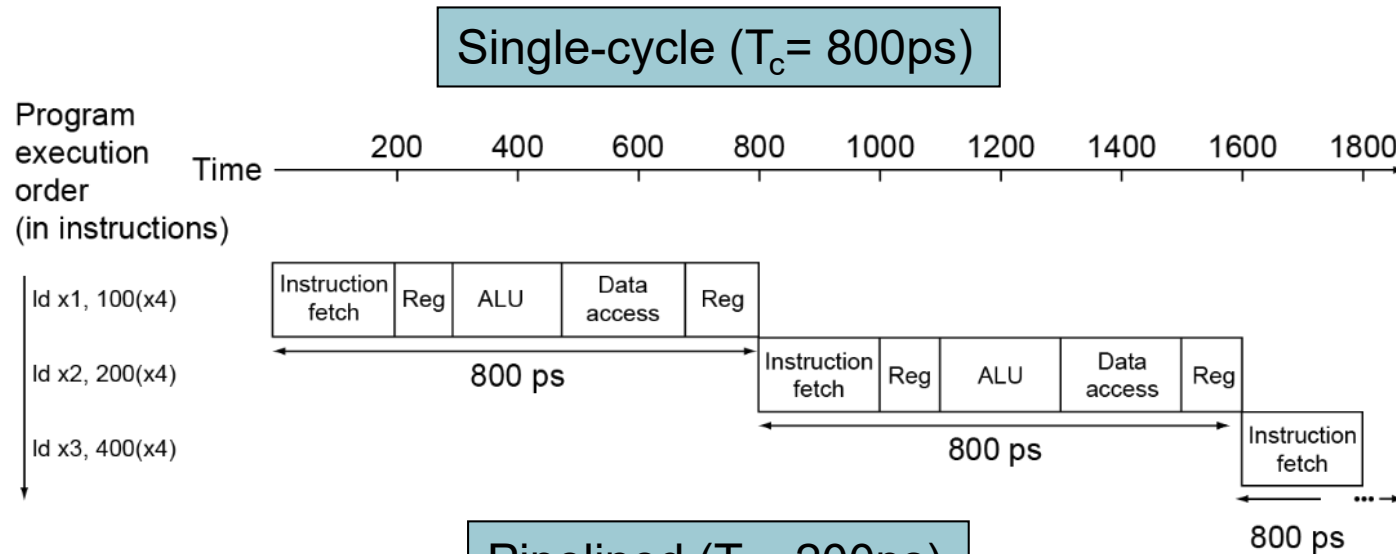 Single-cycle (Tc= 800ps)
Program
execution
order
(in instructions)
Time
200 400 600 800 1000 1200 1400 1600 1800
ld x1, 100(x4)
Instruction fetch Reg ALU Data access Reg
800 ps
ld x2, 200(x4)
Instruction fetch Reg ALU Data access Reg
800 ps
ld x3, 400(x4)
Instruction fetch
...
800 ps
Pipelined (T 200ps)